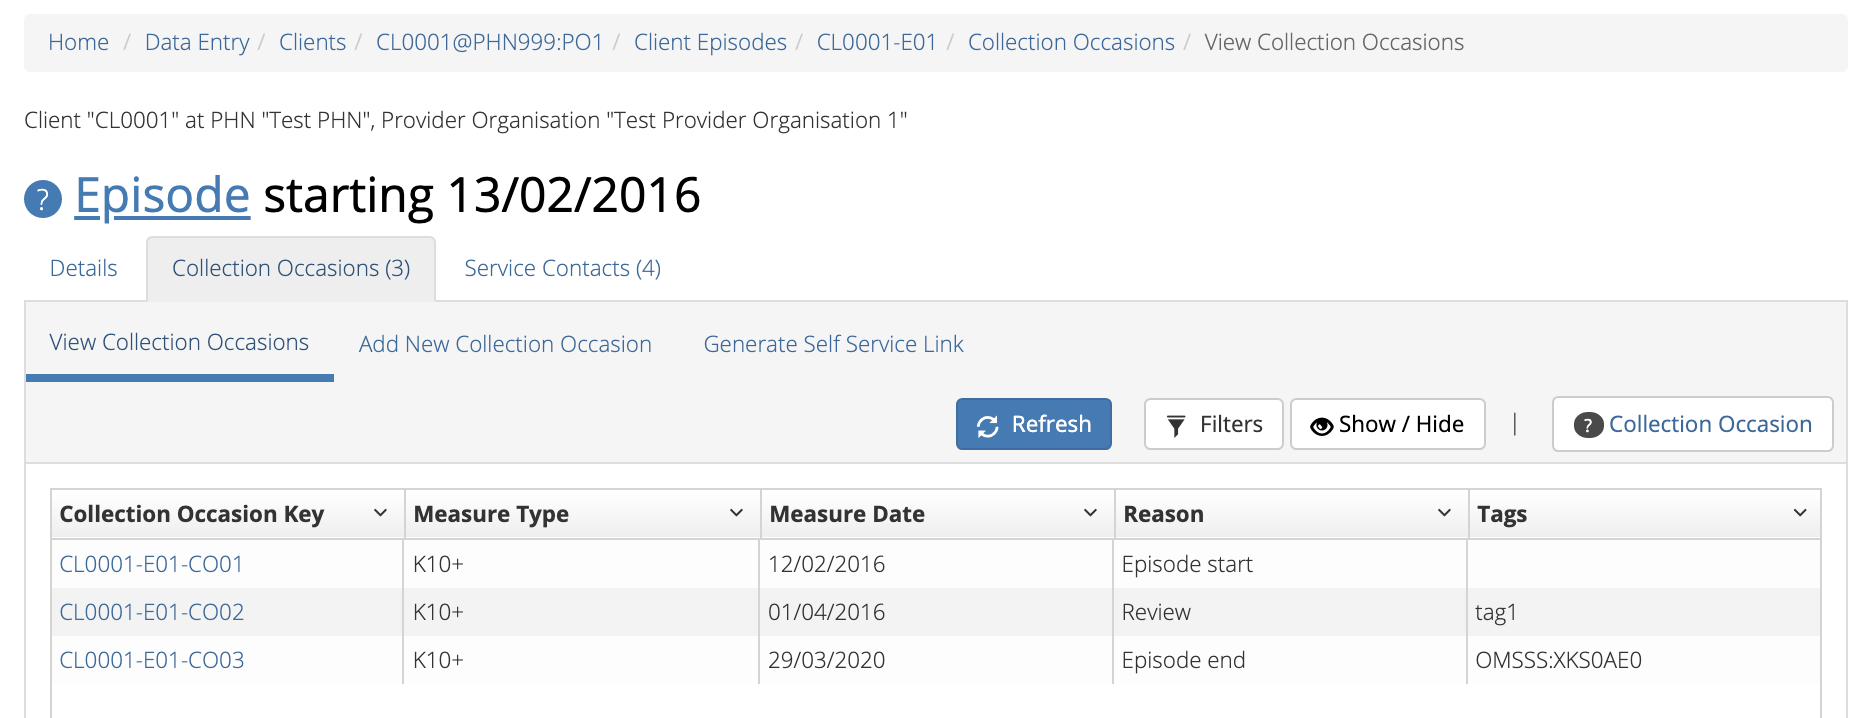 Home / Data Entry / Clients / CL0001@PHN999:PO1 / Client Episodes / CL0001-E01 / Collection Occasions / View Collection Occasions
Client "CL0001" at PHN "Test PHN", Provider Organisation "Test Provider Organisation 1"
? Episode starting 13/02/2016
Details Collection Occasions (3) Service Contacts (4)
View Collection Occasions Add New Collection Occasion Generate Self Service Link
Refresh Filters Show / Hide | ? Collection Occasion
Collection Occasion Key Measure Type Measure Date Reason Tags
CL0001-E01-CO01 K10+ 12/02/2016 Episode start
CL0001-E01-CO02 K10+ 01/04/2016 Review tag1
CL0001-E01-CO03 K10+ 29/03/2020 Episode end OMSSS:XKS0AE0